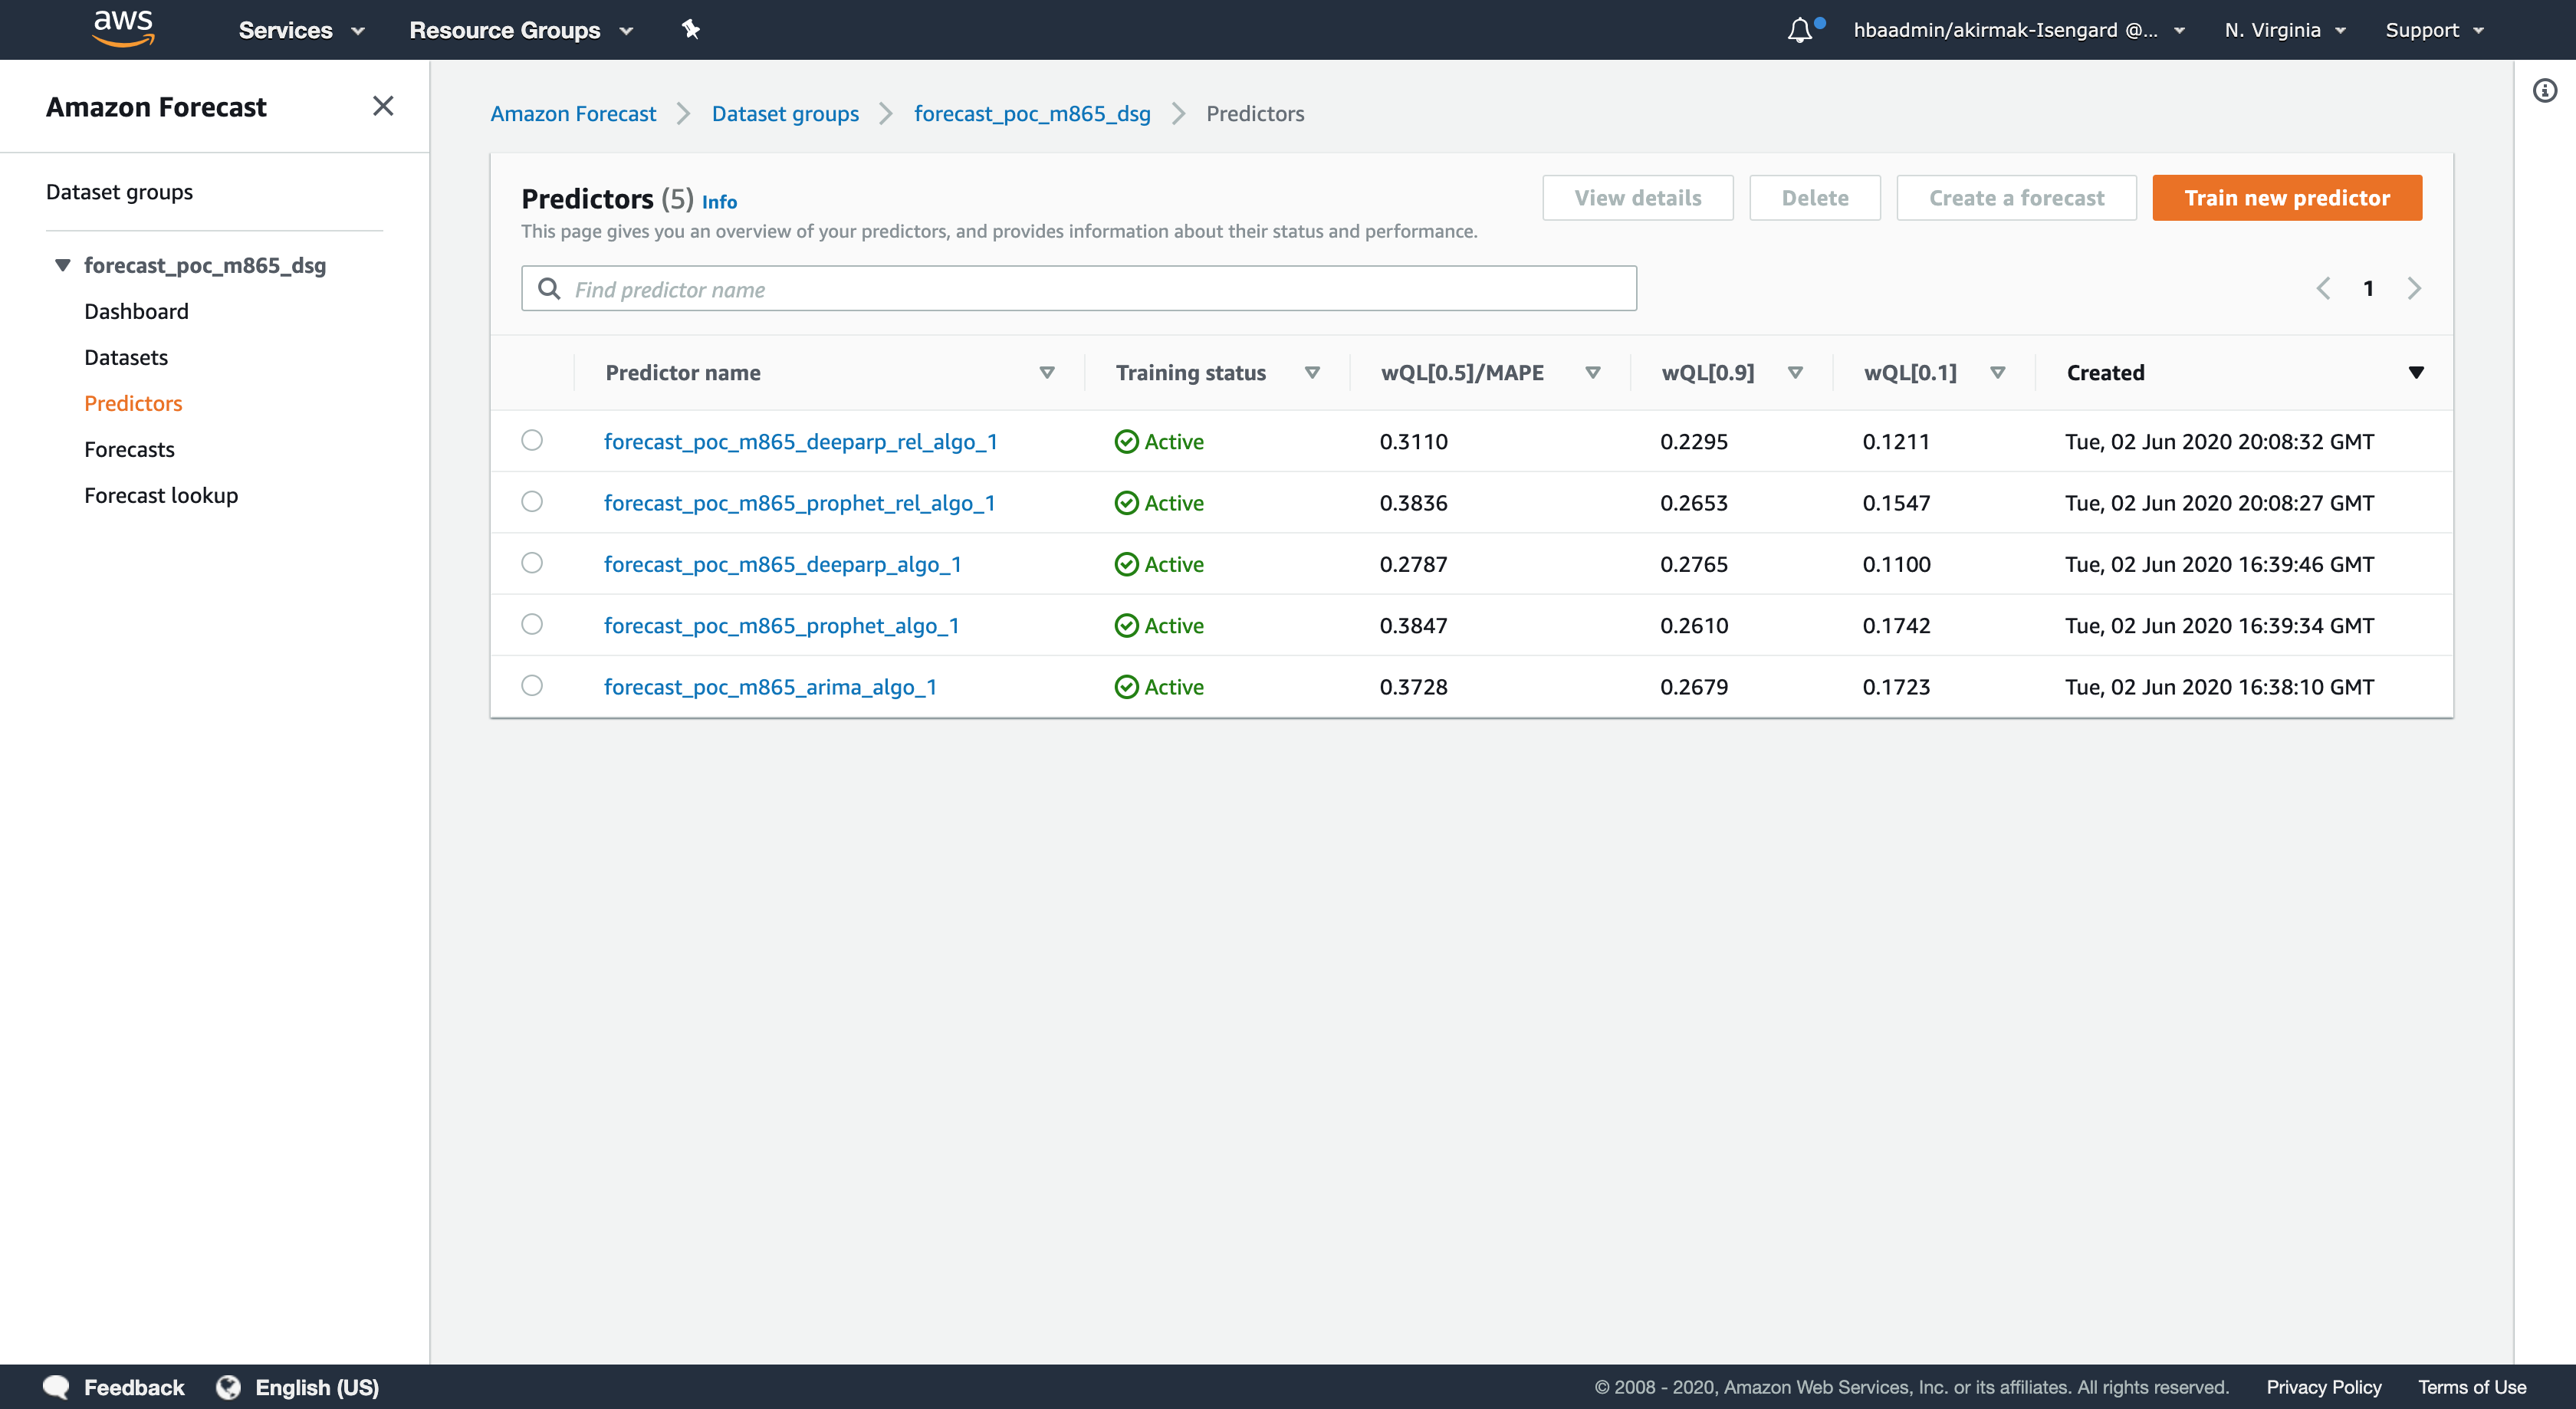 aws Services Resource Groups hbaadmin/akirmak-Isengard @... N. Virginia Support
Amazon Forecast
Dataset groups
forecast_poc_m865_dsg
Dashboard
Datasets
Predictors
Forecasts
Forecast lookup
Amazon Forecast Dataset groups forecast_poc_m865_dsg Predictors
Predictors (5) Info View details Delete Create a forecast Train new predictor
This page gives you an overview of your predictors, and provides information about their status and performance.
Find predictor name 1
Predictor name Training status wQL[0.5]/MAPE wQL[0.9] wQL[0.1] Created
forecast_poc_m865_deeparp_rel_algo_1 Active 0.3110 0.2295 0.1211 Tue, 02 Jun 2020 20:08:32 GMT
forecast_poc_m865_prophet_rel_algo_1 Active 0.3836 0.2653 0.1547 Tue, 02 Jun 2020 20:08:27 GMT
forecast_poc_m865_deeparp_algo_1 Active 0.2787 0.2765 0.1100 Tue, 02 Jun 2020 16:39:46 GMT
forecast_poc_m865_prophet_algo_1 Active 0.3847 0.2610 0.1742 Tue, 02 Jun 2020 16:39:34 GMT
forecast_poc_m865_arima_algo_1 Active 0.3728 0.2679 0.1723 Tue, 02 Jun 2020 16:38:10 GMT
Feedback English (US) © 2008 - 2020, Amazon Web Services, Inc. or its affiliates. All rights reserved. Privacy Policy Terms of Use